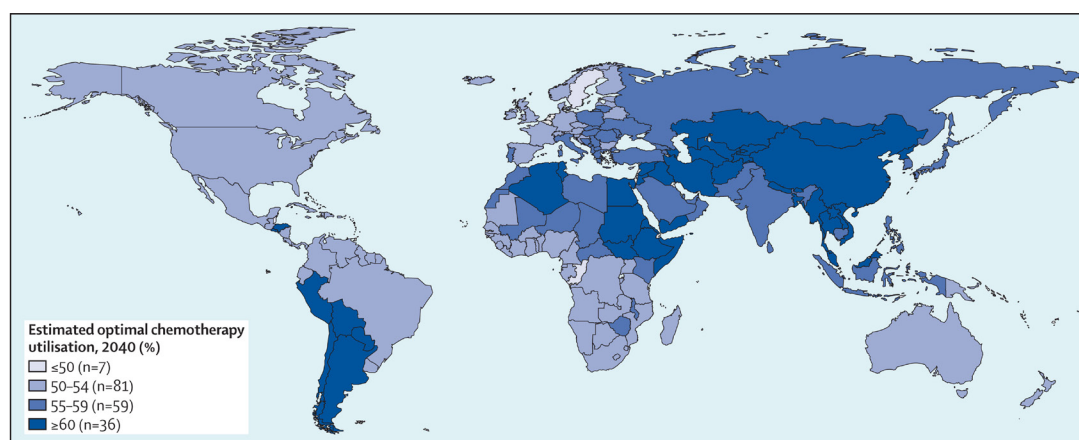 Estimated optimal chemotherapy
utilisation, 2040 (%)
≤50 (n=7)
50–54 (n=81)
55–59 (n=59)
≥60 (n=36)